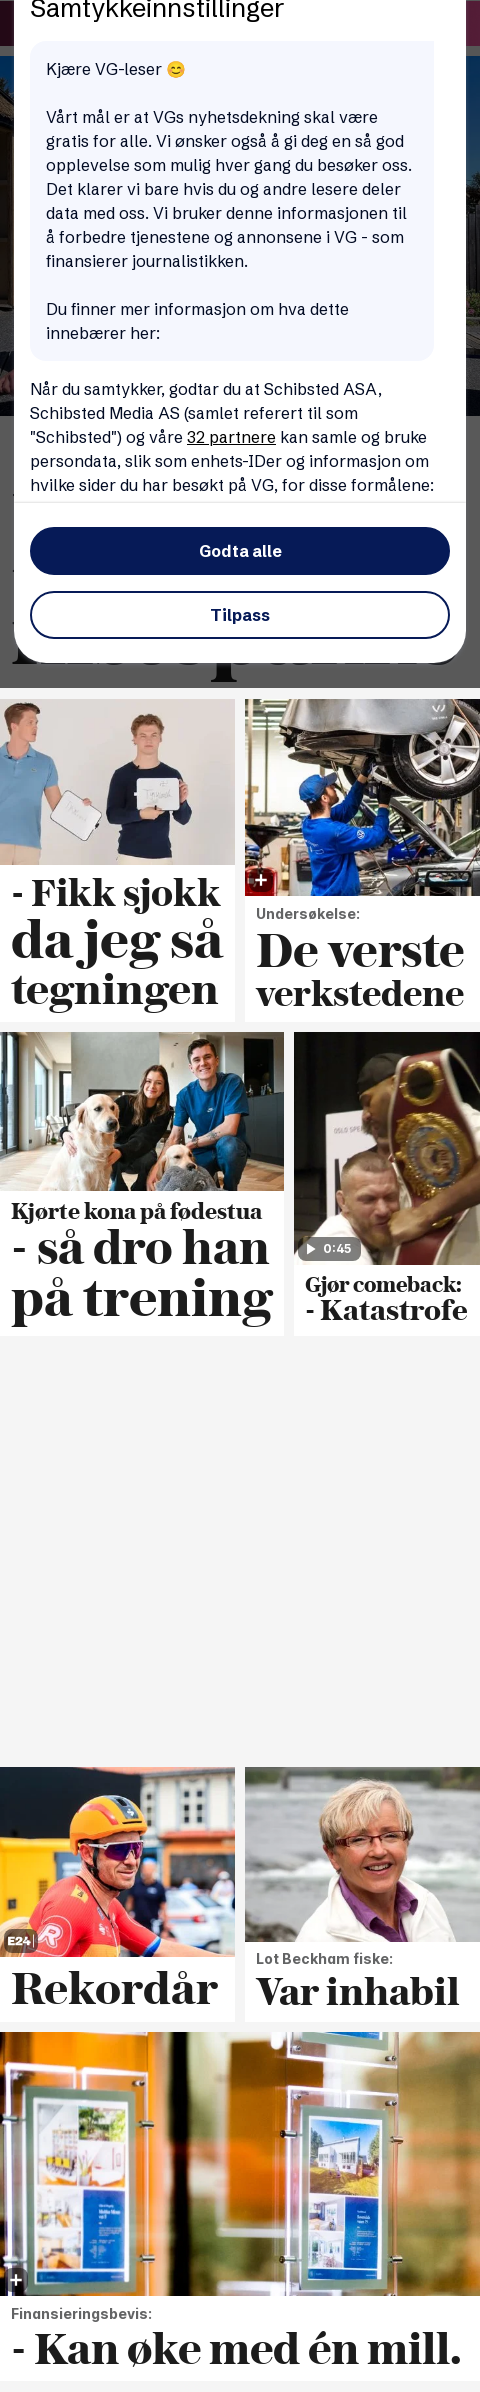 Samtykkeinnstillinger
Kjære VG-leser 😊
Vårt mål er at VGs nyhetsdekning skal være
gratis for alle. Vi ønsker også å gi deg en så god
opplevelse som mulig hver gang du besøker oss.
Det klarer vi bare hvis du og andre lesere deler
data med oss. Vi bruker denne informasjonen til
å forbedre tjenestene og annonsene i VG - som
finansierer journalistikken.
Du finner mer informasjon om hva dette
innebærer her:
Når du samtykker, godtar du at Schibsted ASA,
Schibsted Media AS (samlet referert til som
"Schibsted") og våre 32 partnere kan samle og bruke
persondata, slik som enhets-IDer og informasjon om
hvilke sider du har besøkt på VG, for disse formålene:
Godta alle
Tilpass
- Fikk sjokk
da jeg så
tegningen
Undersøkelse:
De verste
verkstedene
Kjørte kona på fødestua
- så dro han
på trening
0:45
Gjør comeback:
- Katastrofe
E24
Rekordår
Lot Beckham fiske:
Var inhabil
Finansieringsbevis:
- Kan øke med én mill.